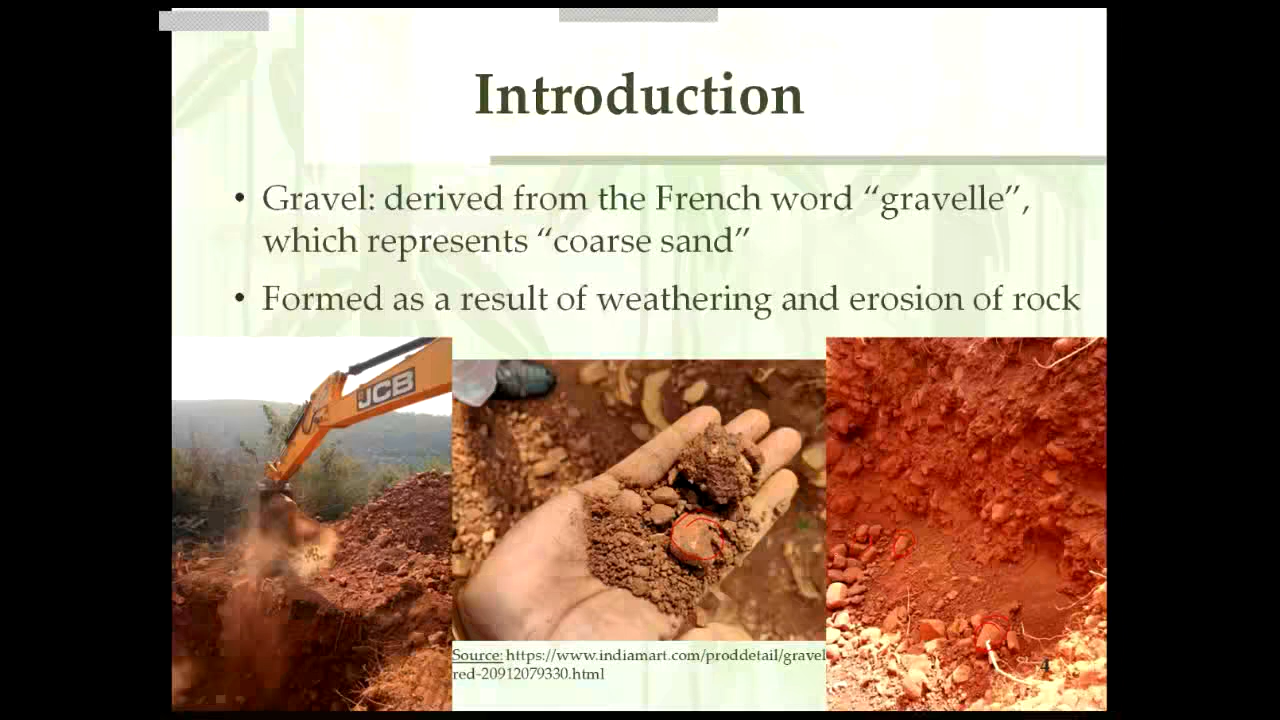 Introduction
• Gravel: derived from the French word “gravelle”,
which represents “coarse sand”
• Formed as a result of weathering and erosion of rock
JCB
Source: https://www.indiamart.com/proddetail/gravel
red-20912079330.html
4